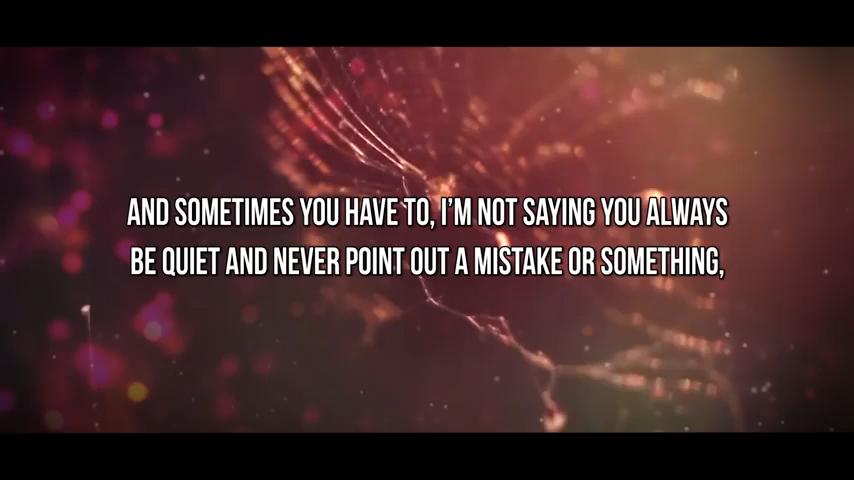 AND SOMETIMES YOU HAVE TO, I'M NOT SAYING YOU ALWAYS
BE QUIET AND NEVER POINT OUT A MISTAKE OR SOMETHING,